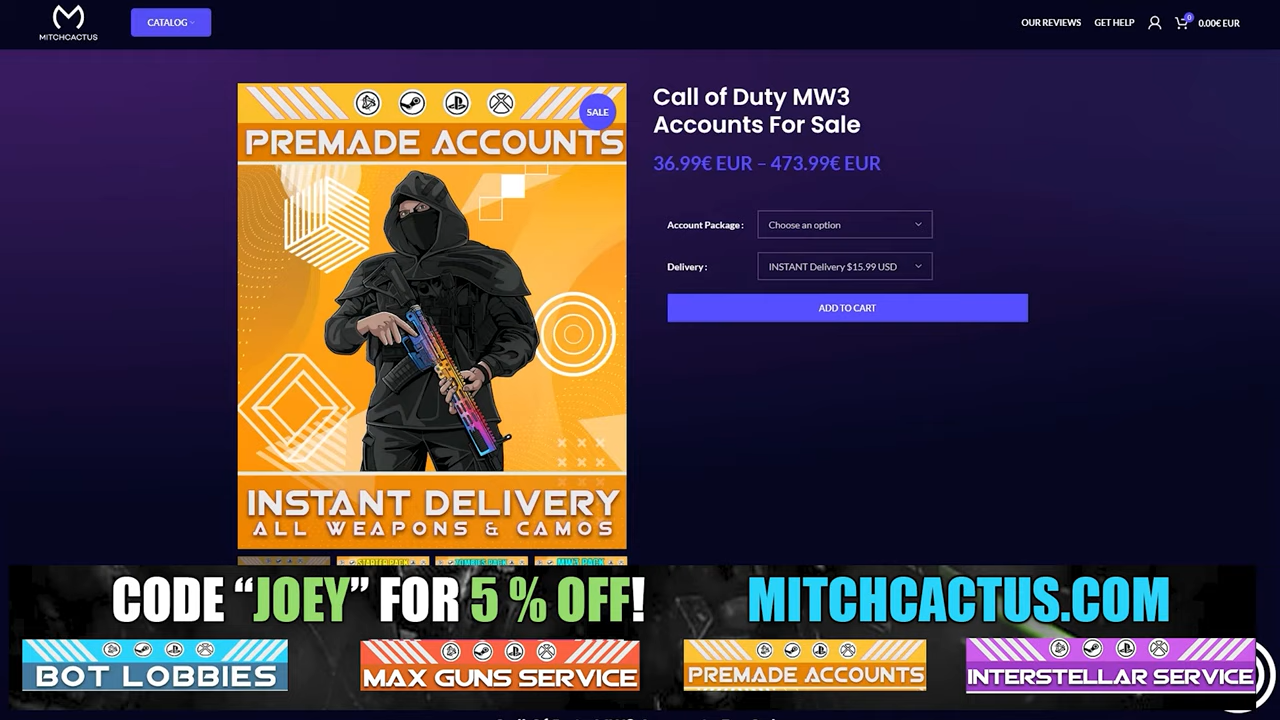 MITCHCACTUS
CATALOG
OUR REVIEWS
GET HELP
0
0.00€ EUR
SALE
PREMADE ACCOUNTS
INSTANT DELIVERY
ALL WEAPONS & CAMOS
Call of Duty MW3
Accounts For Sale
36.99€ EUR – 473.99€ EUR
Account Package :
Choose an option
Delivery :
INSTANT Delivery $15.99 USD
ADD TO CART
CODE “JOEY” FOR 5 % OFF!
MITCHCACTUS.COM
BOT LOBBIES
MAX GUNS SERVICE
PREMADE ACCOUNTS
INTERSTELLAR SERVICE